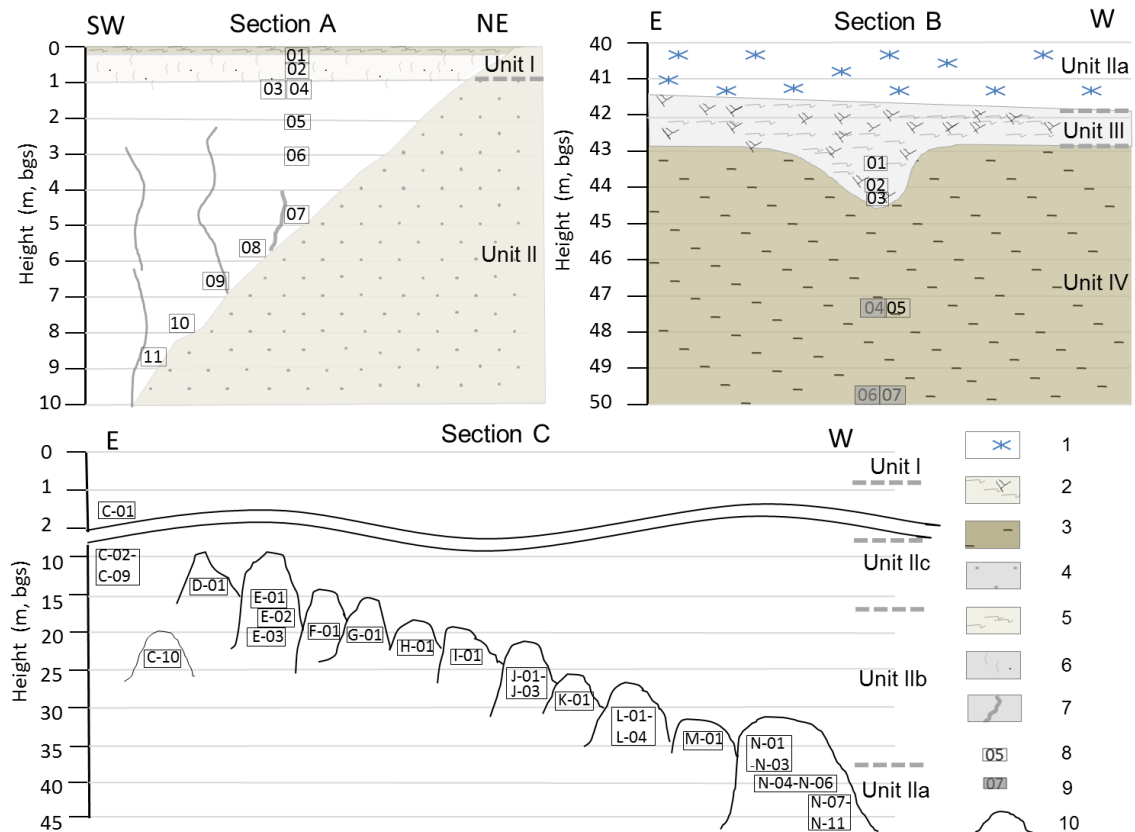 SW Section A NE
Height (m, bgs)
0
1
2
3
4
5
6
7
8
9
10
01
02
03 04
05
06
07
08
09
10
11
Unit I
Unit II
E Section B W
Height (m, bgs)
40
41
42
43
44
45
46
47
48
49
50
Unit IIa
Unit III
01
02
03
Unit IV
04 05
06 07
E Section C W
Height (m, bgs)
0
1
2
10
15
20
25
30
35
40
45
Unit I
C-01
Unit IIc
C-02-
C-09
D-01
E-01
E-02
E-03
F-01
G-01
C-10
H-01
I-01
J-01-
J-03
Unit IIb
K-01
L-01-
L-04
M-01
N-01
-N-03
N-04-N-06
Unit IIa
N-07-
N-11
1
2
3
4
5
6
7
05 8
07 9
10